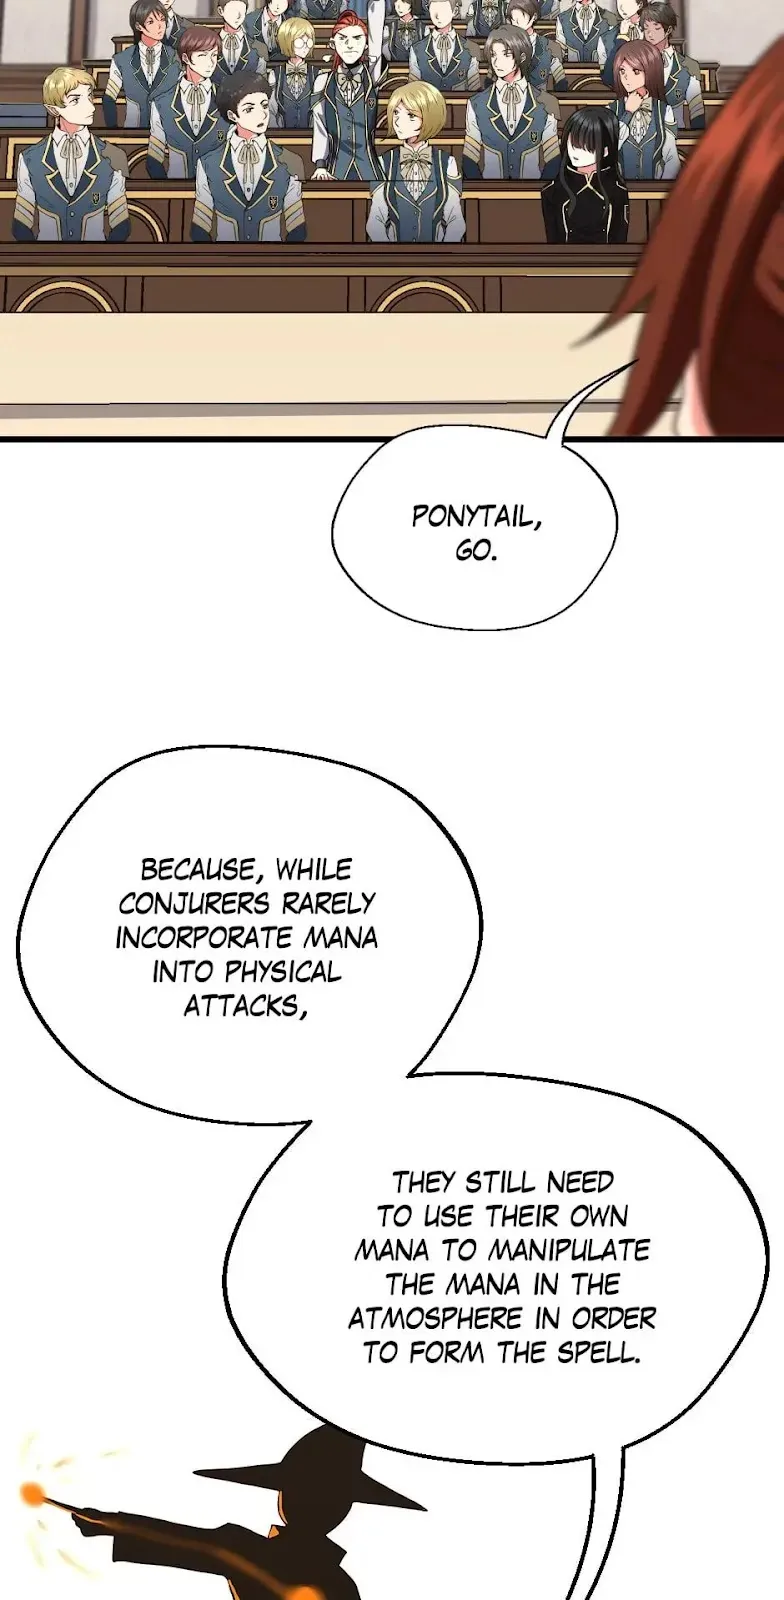 PONYTAIL,
GO.
BECAUSE, WHILE
CONJURERS RARELY
INCORPORATE MANA
INTO PHYSICAL
ATTACKS,
THEY STILL NEED
TO USE THEIR OWN
MANA TO MANIPULATE
THE MANA IN THE
ATMOSPHERE IN ORDER
TO FORM THE SPELL.